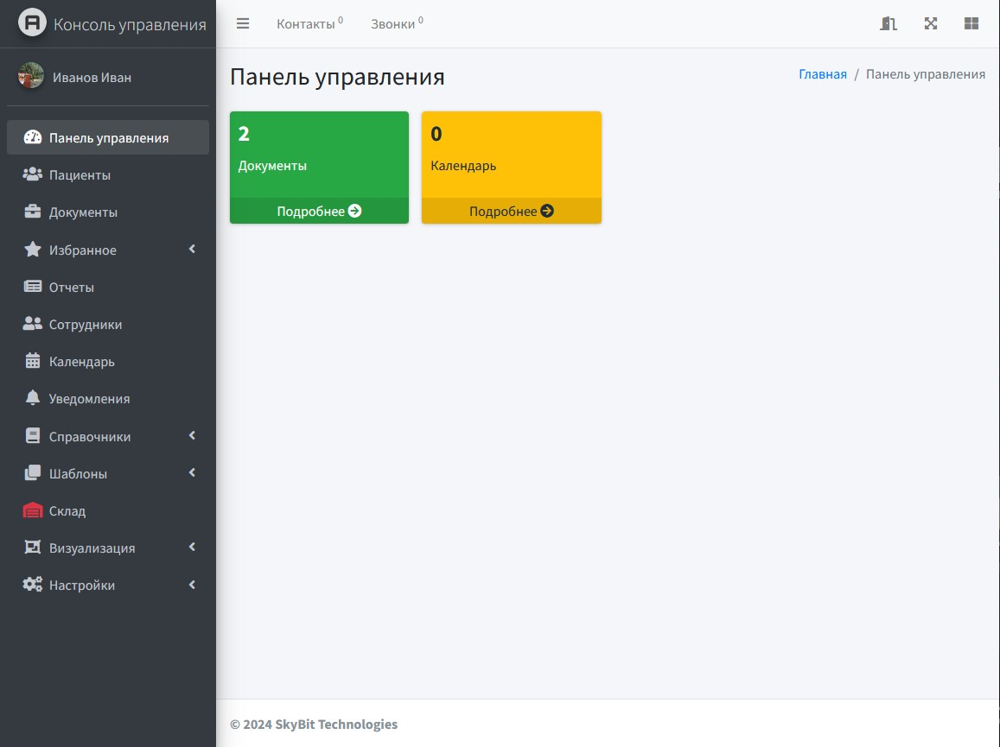 Консоль управления
Контакты 0
Звонки 0
Иванов Иван
Панель управления
Пациенты
Документы
Избранное
Отчеты
Сотрудники
Календарь
Уведомления
Справочники
Шаблоны
Склад
Визуализация
Настройки
Панель управления
Главная / Панель управления
2
Документы
Подробнее
0
Календарь
Подробнее
© 2024 SkyBit Technologies